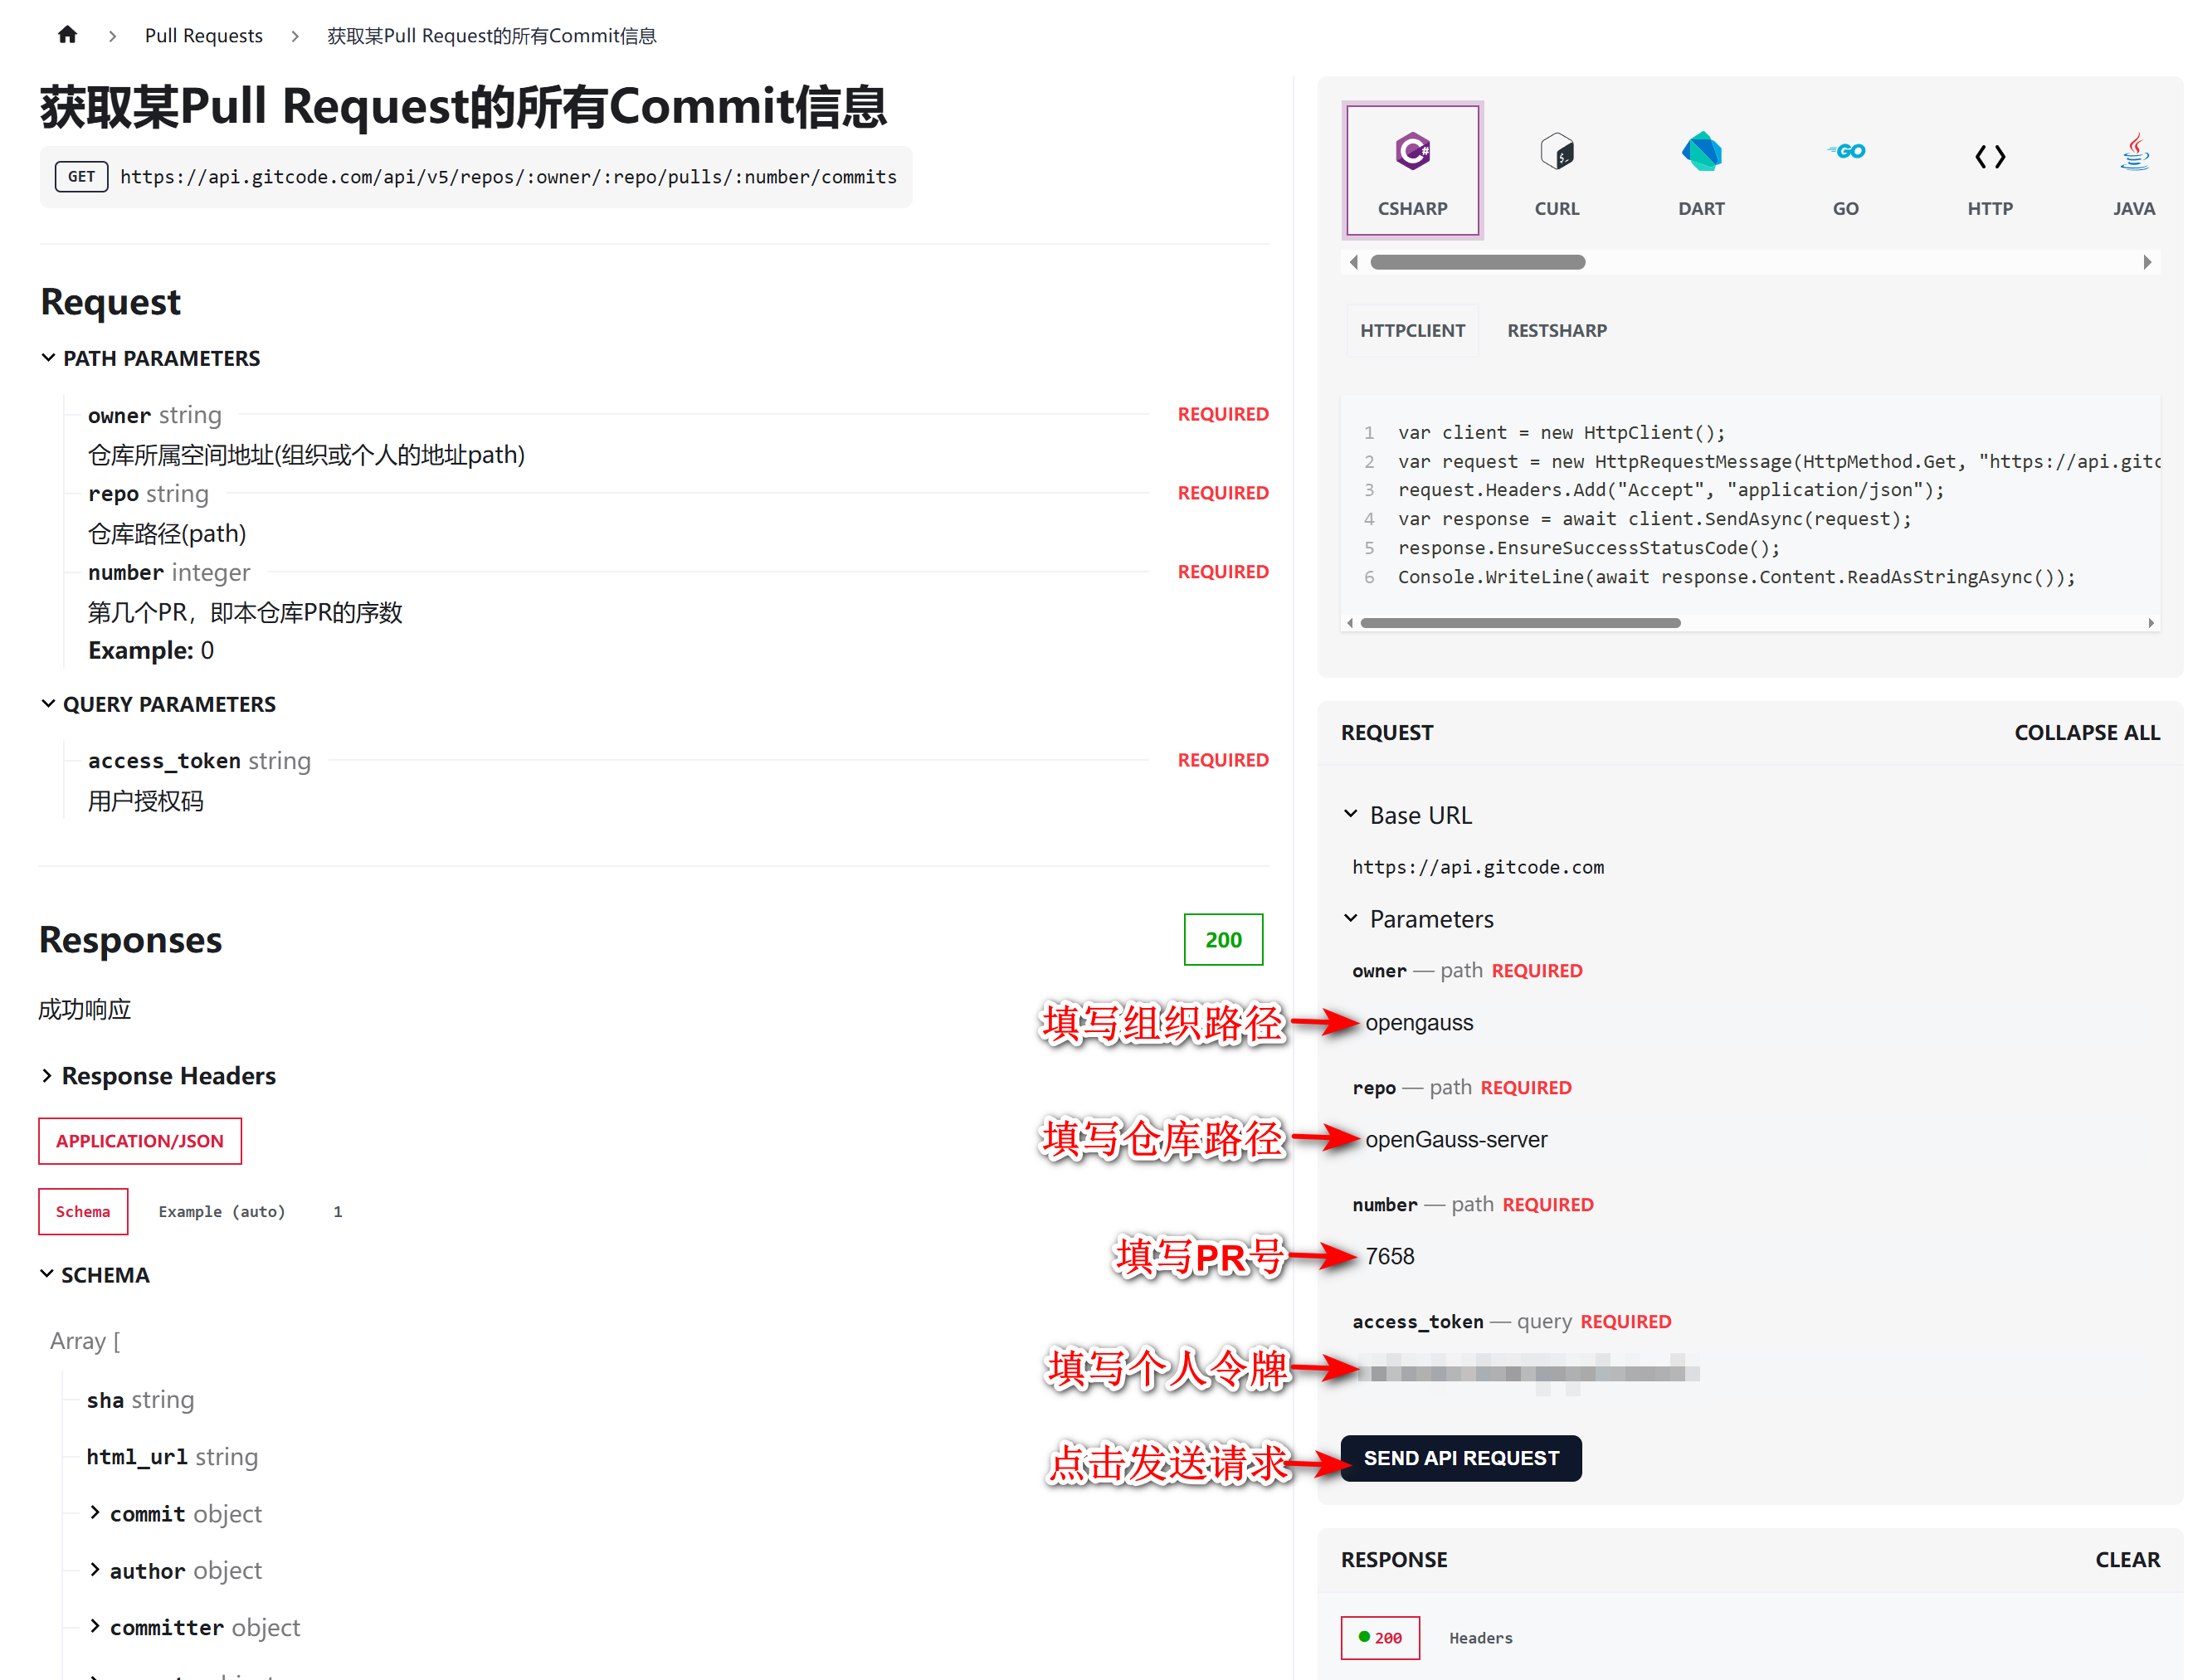 Pull Requests
获取某Pull Request的所有Commit信息
获取某Pull Request的所有Commit信息
GET https://api.gitcode.com/api/v5/repos/:owner/:repo/pulls/:number/commits
Request
PATH PARAMETERS
owner string REQUIRED
仓库所属空间地址(组织或个人的地址path)
repo string REQUIRED
仓库路径(path)
number integer REQUIRED
第几个PR，即本仓库PR的序数
Example: 0
QUERY PARAMETERS
access_token string REQUIRED
用户授权码
Responses
200
成功响应
Response Headers
APPLICATION/JSON
Schema Example (auto) 1
SCHEMA
Array [
sha string
html_url string
commit object
author object
committer object
CSHARP CURL DART GO HTTP JAVA
HTTPCLIENT RESTSHARP
1 var client = new HttpClient();
2 var request = new HttpRequestMessage(HttpMethod.Get, "https://api.gitc
3 request.Headers.Add("Accept", "application/json");
4 var response = await client.SendAsync(request);
5 response.EnsureSuccessStatusCode();
6 Console.WriteLine(await response.Content.ReadAsStringAsync());
REQUEST COLLAPSE ALL
Base URL
https://api.gitcode.com
Parameters
owner — path REQUIRED
填写组织路径 opengauss
repo — path REQUIRED
填写仓库路径 openGauss-server
number — path REQUIRED
填写PR号 7658
access_token — query REQUIRED
填写个人令牌
点击发送请求 SEND API REQUEST
RESPONSE CLEAR
200 Headers